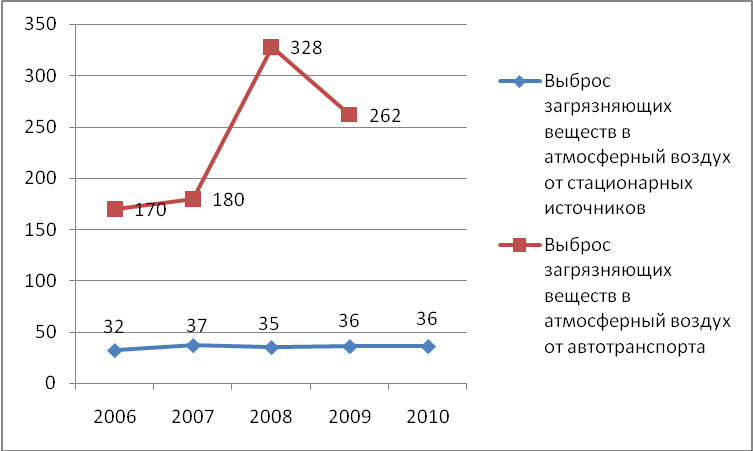 350
300
250
200
150
100
50
0
328
262
170
180
32
37
35
36
36
2006
2007
2008
2009
2010
Выброс
загрязняющих
веществ в
атмосферный воздух
от стационарных
источников
Выброс
загрязняющих
веществ в
атмосферный воздух
от автотранспорта